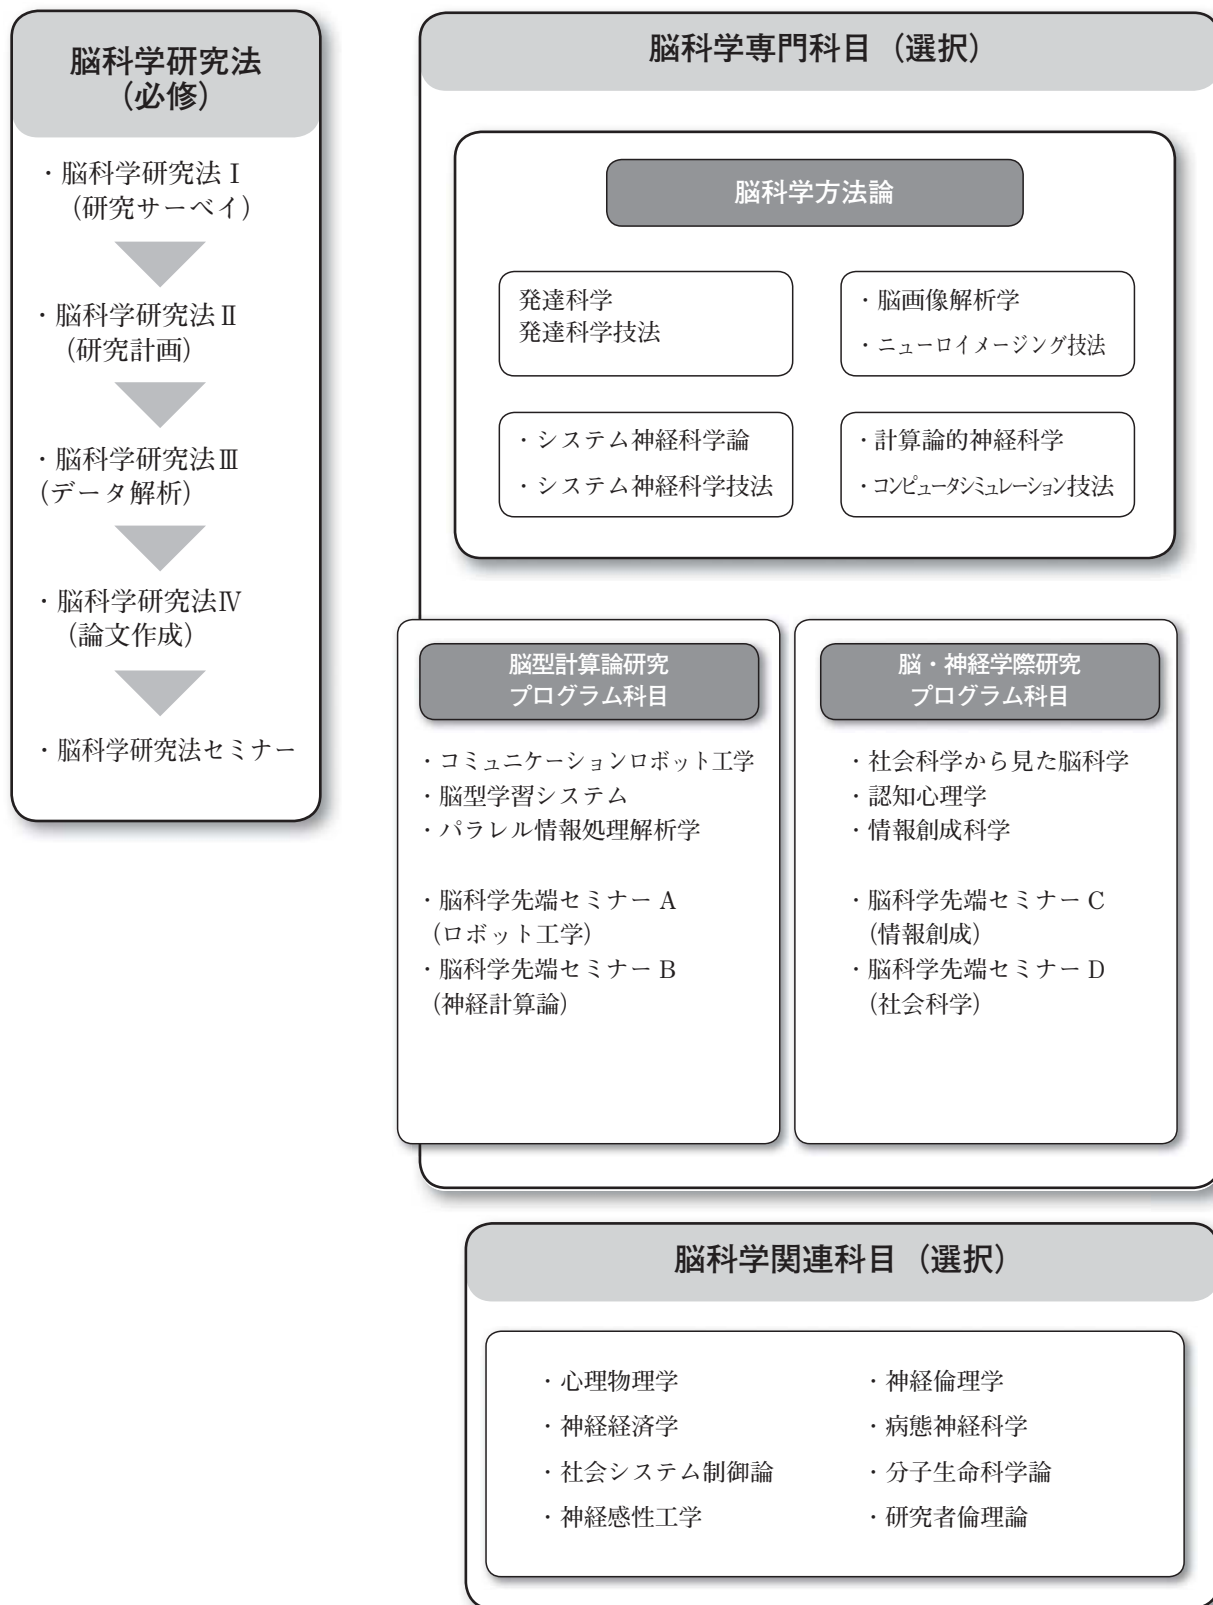 脳科学研究法
（必修）
・脳科学研究法Ⅰ
（研究サーベイ）
・脳科学研究法Ⅱ
（研究計画）
・脳科学研究法Ⅲ
（データ解析）
・脳科学研究法Ⅳ
（論文作成）
・脳科学研究法セミナー
脳科学専門科目（選択）
脳科学方法論
発達科学
発達科学技法
・脳画像解析学
・ニューロイメージング技法
・システム神経科学論
・システム神経科学技法
・計算論的神経科学
・コンピュータシミュレーション技法
脳型計算論研究
プログラム科目
・コミュニケーションロボット工学
・脳型学習システム
・パラレル情報処理解析学
・脳科学先端セミナー A
（ロボット工学）
・脳科学先端セミナー B
（神経計算論）
脳・神経学際研究
プログラム科目
・社会科学から見た脳科学
・認知心理学
・情報創成科学
・脳科学先端セミナー C
（情報創成）
・脳科学先端セミナー D
（社会科学）
脳科学関連科目（選択）
・心理物理学
・神経経済学
・社会システム制御論
・神経感性工学
・神経倫理学
・病態神経科学
・分子生命科学論
・研究者倫理論